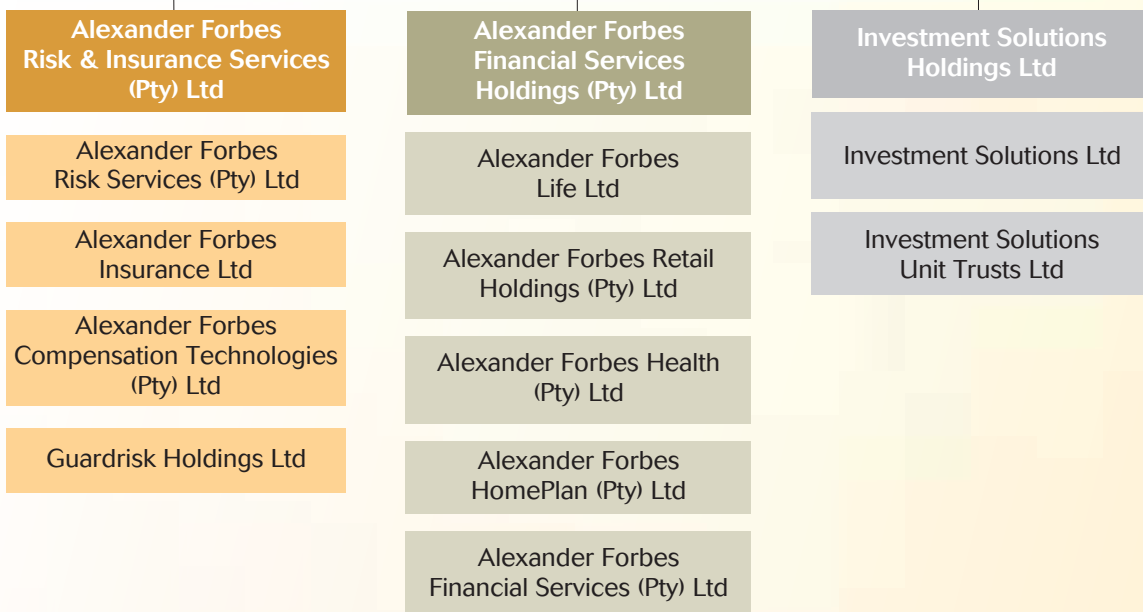 Alexander Forbes
Risk & Insurance Services
(Pty) Ltd
Alexander Forbes
Risk Services (Pty) Ltd
Alexander Forbes
Insurance Ltd
Alexander Forbes
Compensation Technologies
(Pty) Ltd
Guardrisk Holdings Ltd
Alexander Forbes
Financial Services
Holdings (Pty) Ltd
Alexander Forbes
Life Ltd
Alexander Forbes Retail
Holdings (Pty) Ltd
Alexander Forbes Health
(Pty) Ltd
Alexander Forbes
HomePlan (Pty) Ltd
Alexander Forbes
Financial Services (Pty) Ltd
Investment Solutions
Holdings Ltd
Investment Solutions Ltd
Investment Solutions
Unit Trusts Ltd